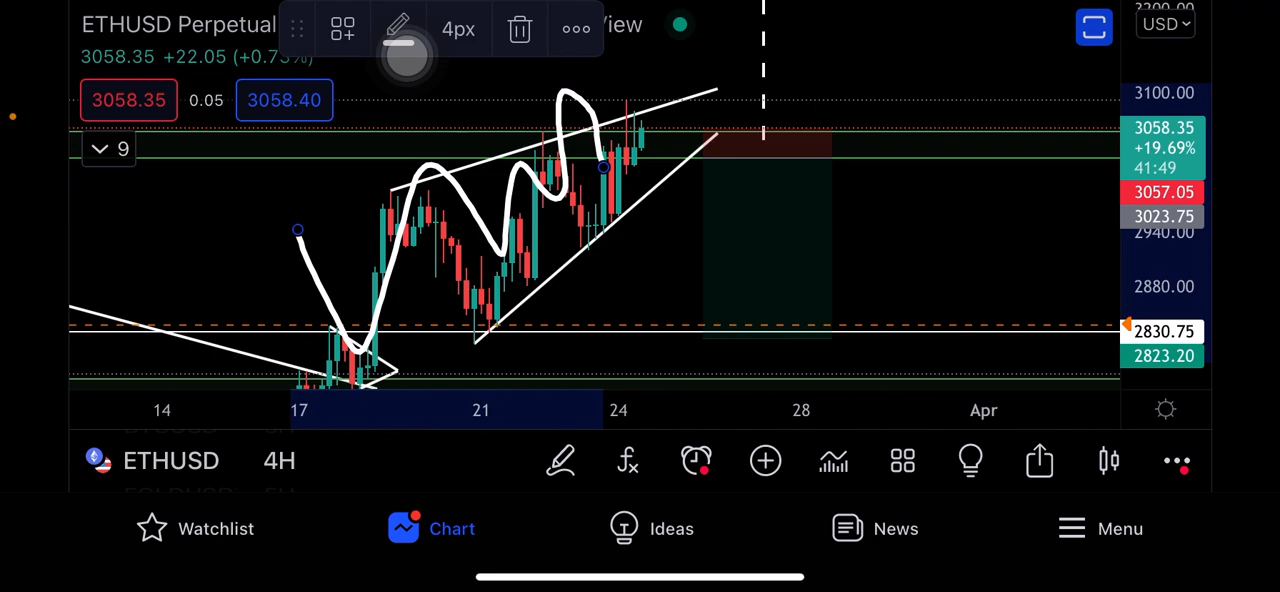 ETHUSD Perpetual
4px
iew
3058.35 +22.05 (+0.73%)
3058.35
0.05
3058.40
9
USD
3100.00
3058.35
+19.69%
41:49
3057.05
3023.75
2940.00
2880.00
2830.75
2823.20
14 17 21 24 28 Apr
ETHUSD 4H
Watchlist Chart Ideas News Menu